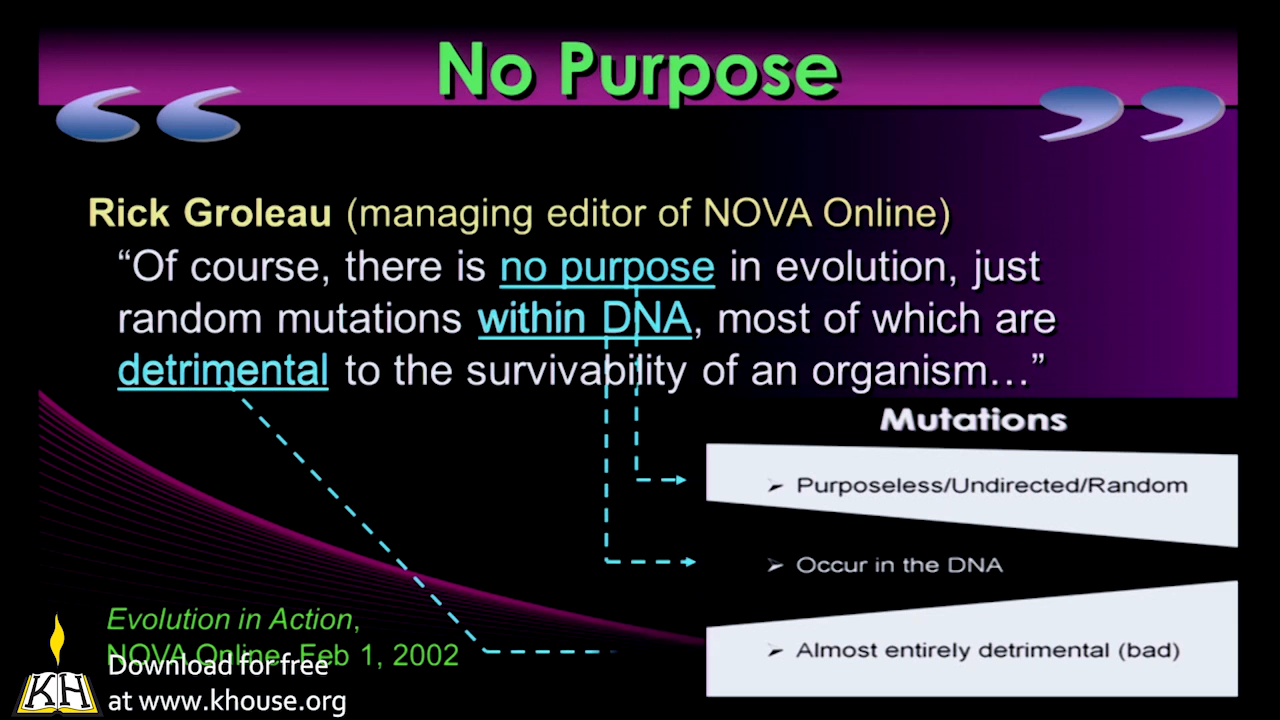 No Purpose
Rick Groleau (managing editor of NOVA Online)
“Of course, there is no purpose in evolution, just
random mutations within DNA, most of which are
detrimental to the survivability of an organism…”
Mutations
➢ Purposeless/Undirected/Random
➢ Occur in the DNA
➢ Almost entirely detrimental (bad)
Evolution in Action,
NOVA Online, Feb 1, 2002
KH
Download for free
at www.khouse.org